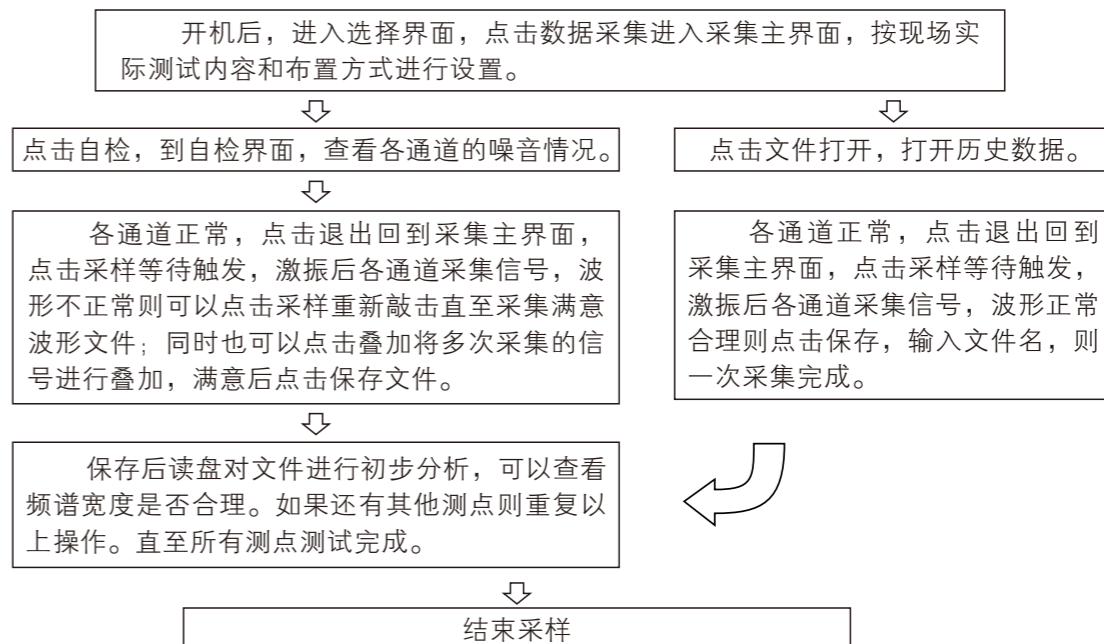 开机后，进入选择界面，点击数据采集进入采集主界面，按现场实
际测试内容和布置方式进行设置。
点击自检，到自检界面，查看各通道的噪音情况。
点击文件打开，打开历史数据。
各通道正常，点击退出回到采集主界面，
点击采样等待触发，激振后各通道采集信号，波
形不正常则可以点击采样重新敲击直至采集满意
波形文件；同时也可以点击叠加将多次采集的信
号进行叠加，满意后点击保存文件。
各通道正常，点击退出回到
采集主界面，点击采样等待触发，
激振后各通道采集信号，波形正常
合理则点击保存，输入文件名，则
一次采集完成。
保存后读盘对文件进行初步分析，可以查看
频谱宽度是否合理。如果还有其他测点则重复以
上操作。直至所有测点测试完成。
结束采样